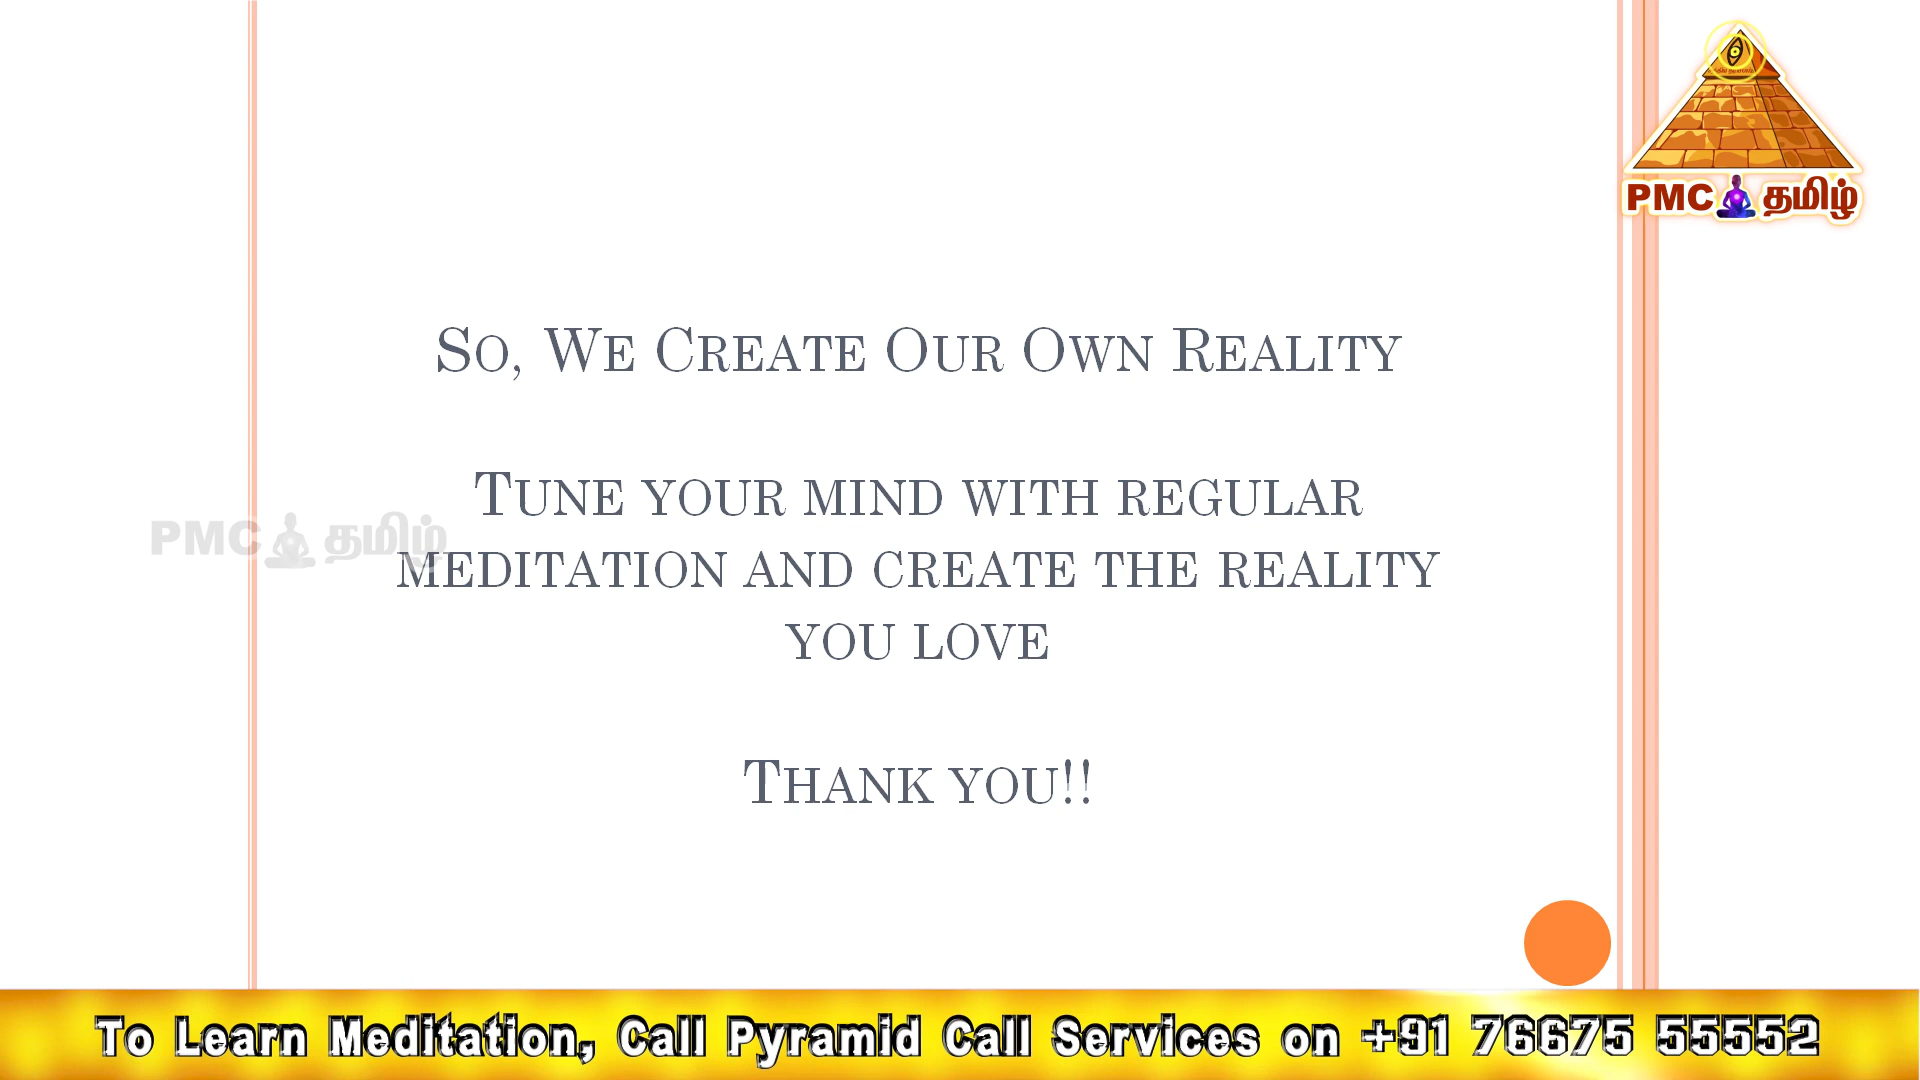 PMC தமிழ்
So, We Create Our Own Reality
Tune your mind with regular
meditation and create the reality
you love
PMC தமிழ்
Thank you!!
To Learn Meditation, Call Pyramid Call Services on +91 76675 55552